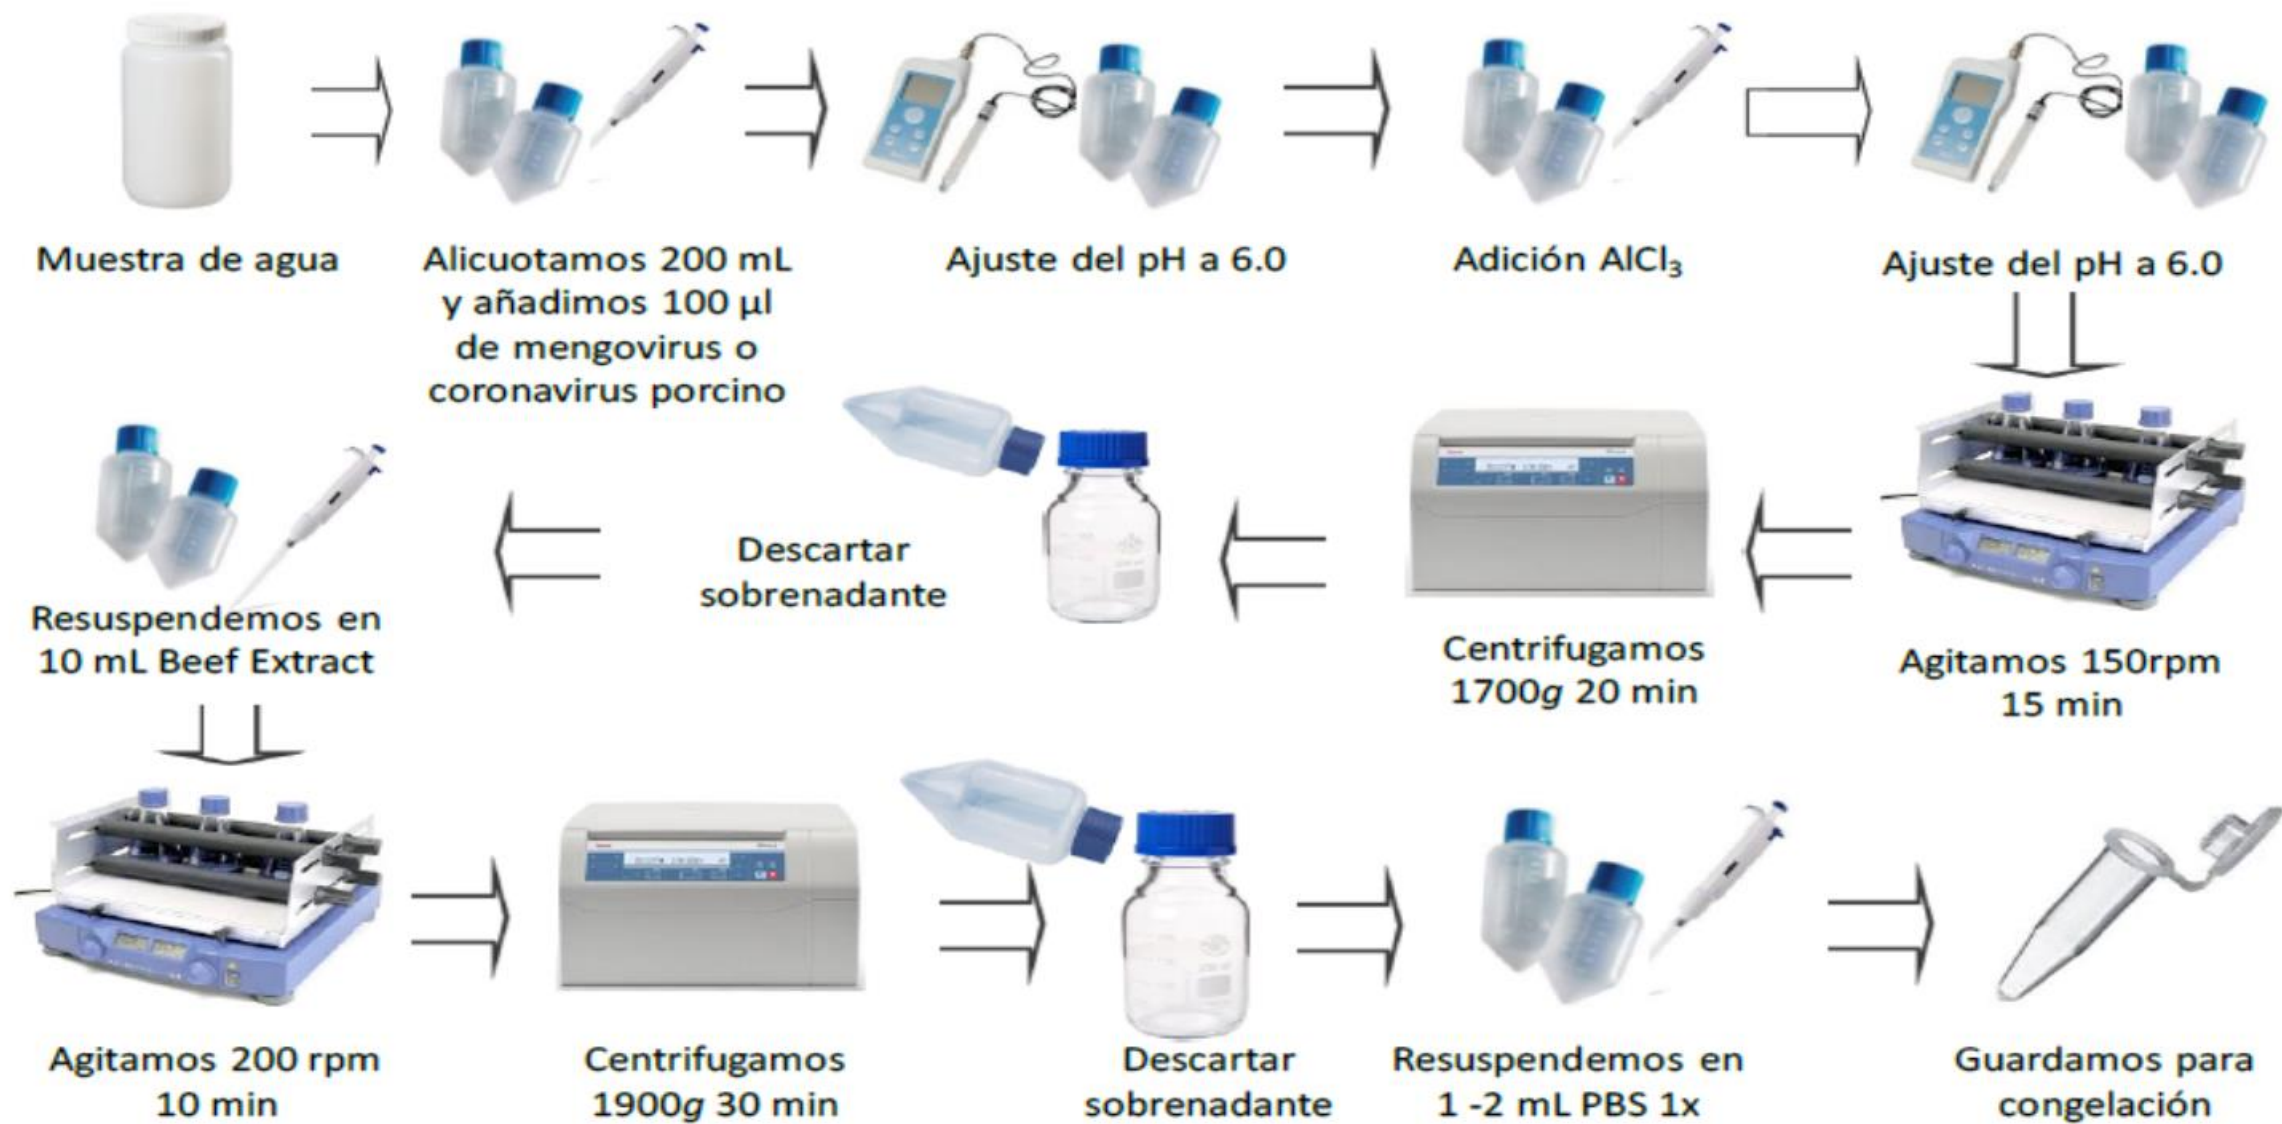 Muestra de agua
Alicuotamos 200 mL
y añadimos 100 µl
de mengovirus o
coronavirus porcino
Ajuste del pH a 6.0
Adición AlCl₃
Ajuste del pH a 6.0
Agitamos 150rpm
15 min
Centrifugamos
1700g 20 min
Descartar
sobrenadante
Resuspendemos en
10 mL Beef Extract
Agitamos 200 rpm
10 min
Centrifugamos
1900g 30 min
Descartar
sobrenadante
Resuspendemos en
1 -2 mL PBS 1x
Guardamos para
congelación